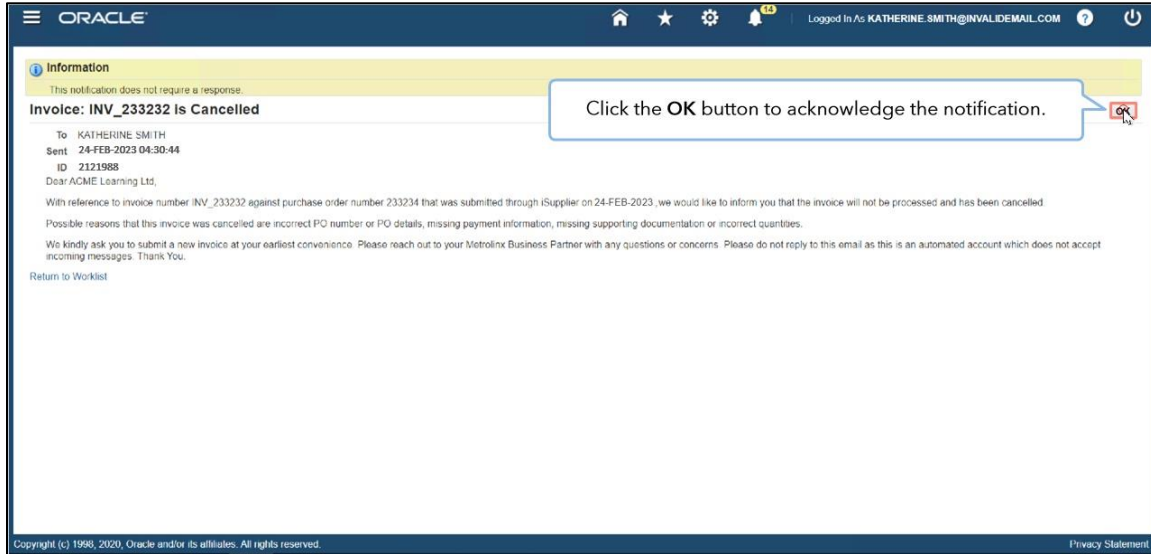 ORACLE
14
Logged In As KATHERINE.SMITH@INVALIDEMAIL.COM
?
Information
This notification does not require a response.
Invoice: INV_233232 is Cancelled
Click the OK button to acknowledge the notification.
OK
To KATHERINE SMITH
Sent 24-FEB-2023 04:30:44
ID 2121988
Dear ACME Learning Ltd,
With reference to invoice number INV_233232 against purchase order number 233234 that was submitted through iSupplier on 24-FEB-2023 ,we would like to inform you that the invoice will not be processed and has been cancelled.
Possible reasons that this invoice was cancelled are incorrect PO number or PO details, missing payment information, missing supporting documentation or incorrect quantities.
We kindly ask you to submit a new invoice at your earliest convenience. Please reach out to your Metrolinx Business Partner with any questions or concerns. Please do not reply to this email as this is an automated account which does not accept
incoming messages. Thank You.
Return to Worklist
Copyright (c) 1998, 2020, Oracle and/or its affiliates. All rights reserved.
Privacy Statement